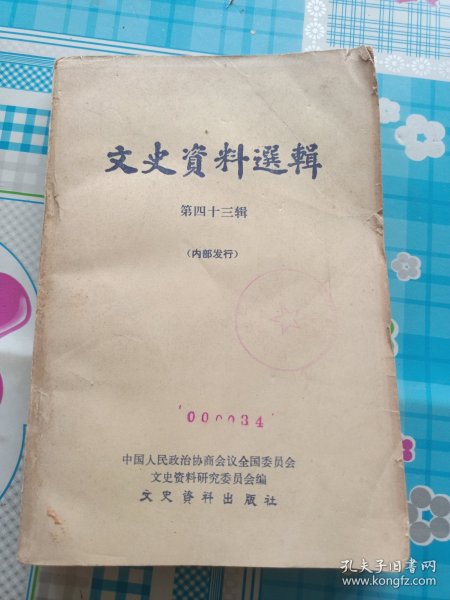 文史資料選輯
第四十三辑
（内部发行）
000034
中国人民政治协商会议全国委员会
文史资料研究委员会编
文史资料出版社
孔夫子旧书网
www.kongfz.com